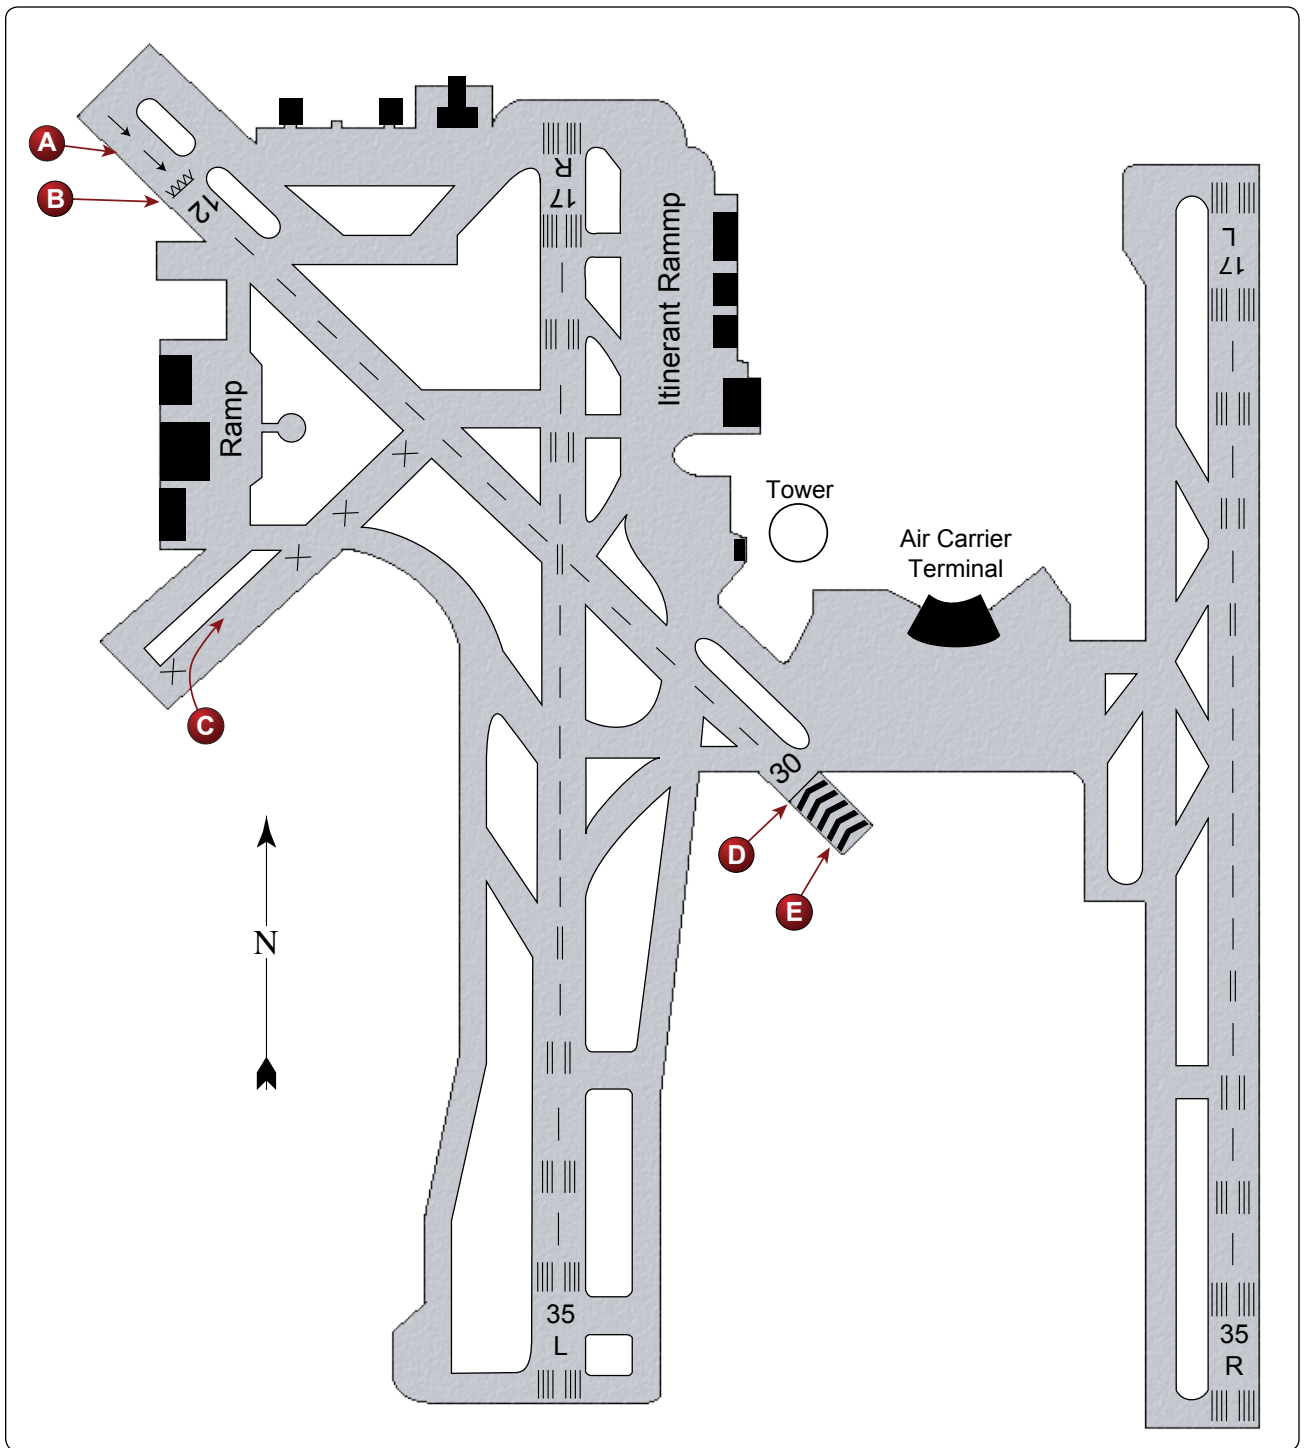 A
B
12
R
17
Itinerant Rammp
L
17
Ramp
Tower
Air Carrier
Terminal
C
30
D
E
N
35
L
35
R